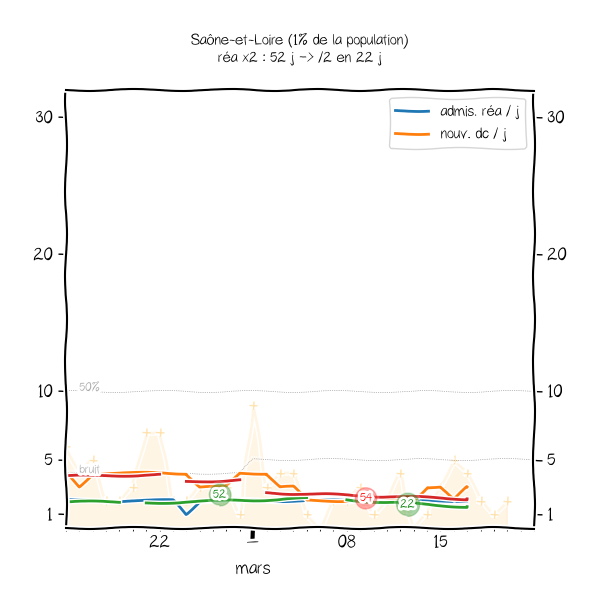 Saône-et-Loire (1% de la population)
réa x2 : 52 j -> /2 en 22 j
admis. réa / j
nouv. dc / j
30 30
20 20
10 10
50%
5 5
bruit
52 54 22
1 1
22 1 08 15
mars